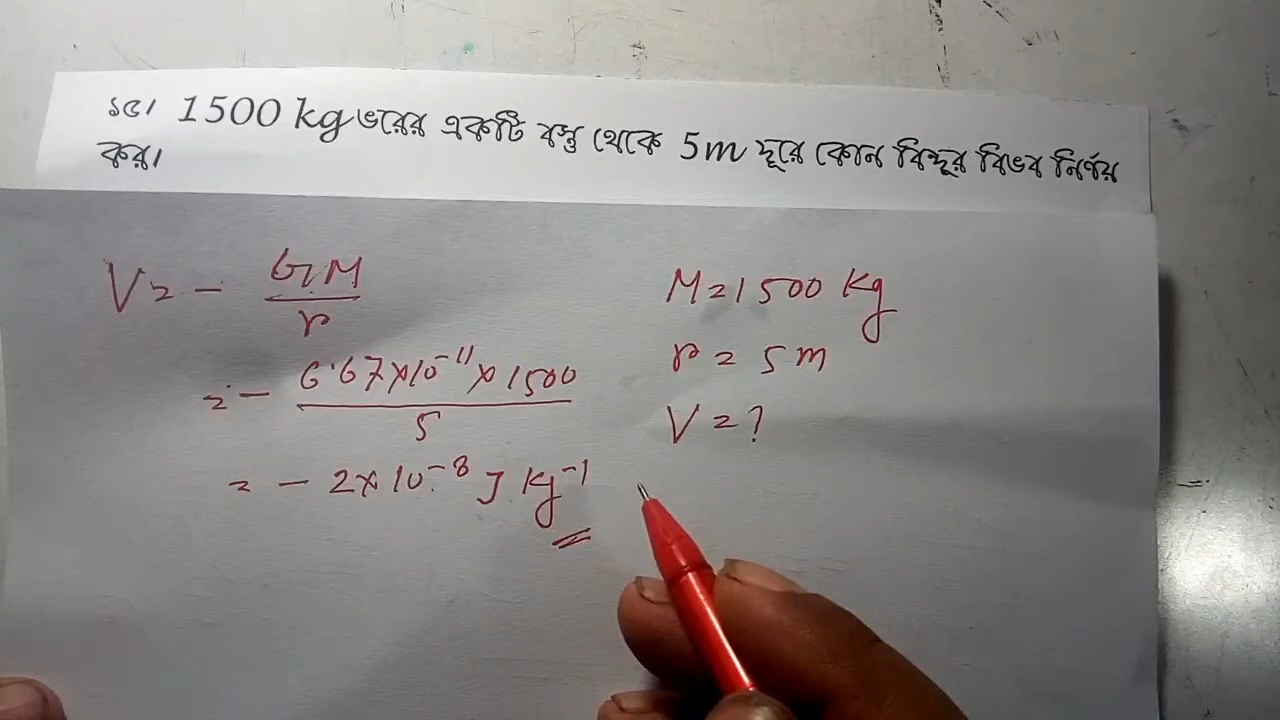 ১৫। 1500 kg ভরের একটি বস্তু থেকে 5m দূরে কোন বিন্দুর বিভব নির্ণয়
কর।
V = - GM/r
= - 6.67×10⁻¹¹×1500/5
= - 2×10⁻⁸ J kg⁻¹
M = 1500 kg
r = 5 m
V = ?